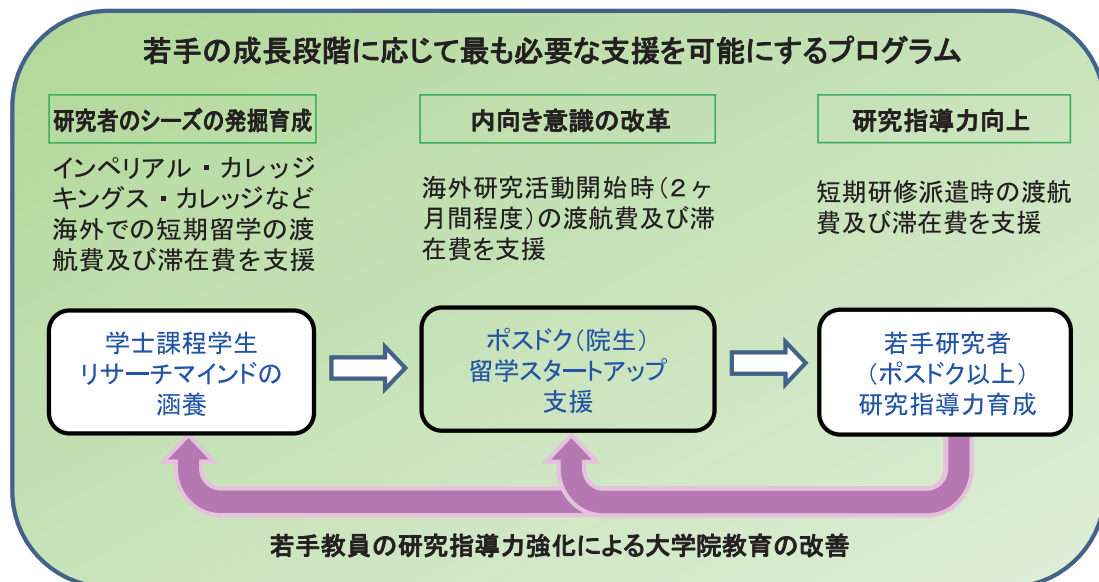 若手の成長段階に応じて最も必要な支援を可能にするプログラム
研究者のシーズの発掘育成
インペリアル・カレッジ
キングス・カレッジなど
海外での短期留学の渡
航費及び滞在費を支援
内向き意識の改革
海外研究活動開始時(2ヶ
月間程度)の渡航費及び滞
在費を支援
研究指導力向上
短期研修派遣時の渡航
費及び滞在費を支援
学士課程学生
リサーチマインドの
涵養
ポスドク(院生)
留学スタートアップ
支援
若手研究者
(ポスドク以上)
研究指導力育成
若手教員の研究指導力強化による大学院教育の改善